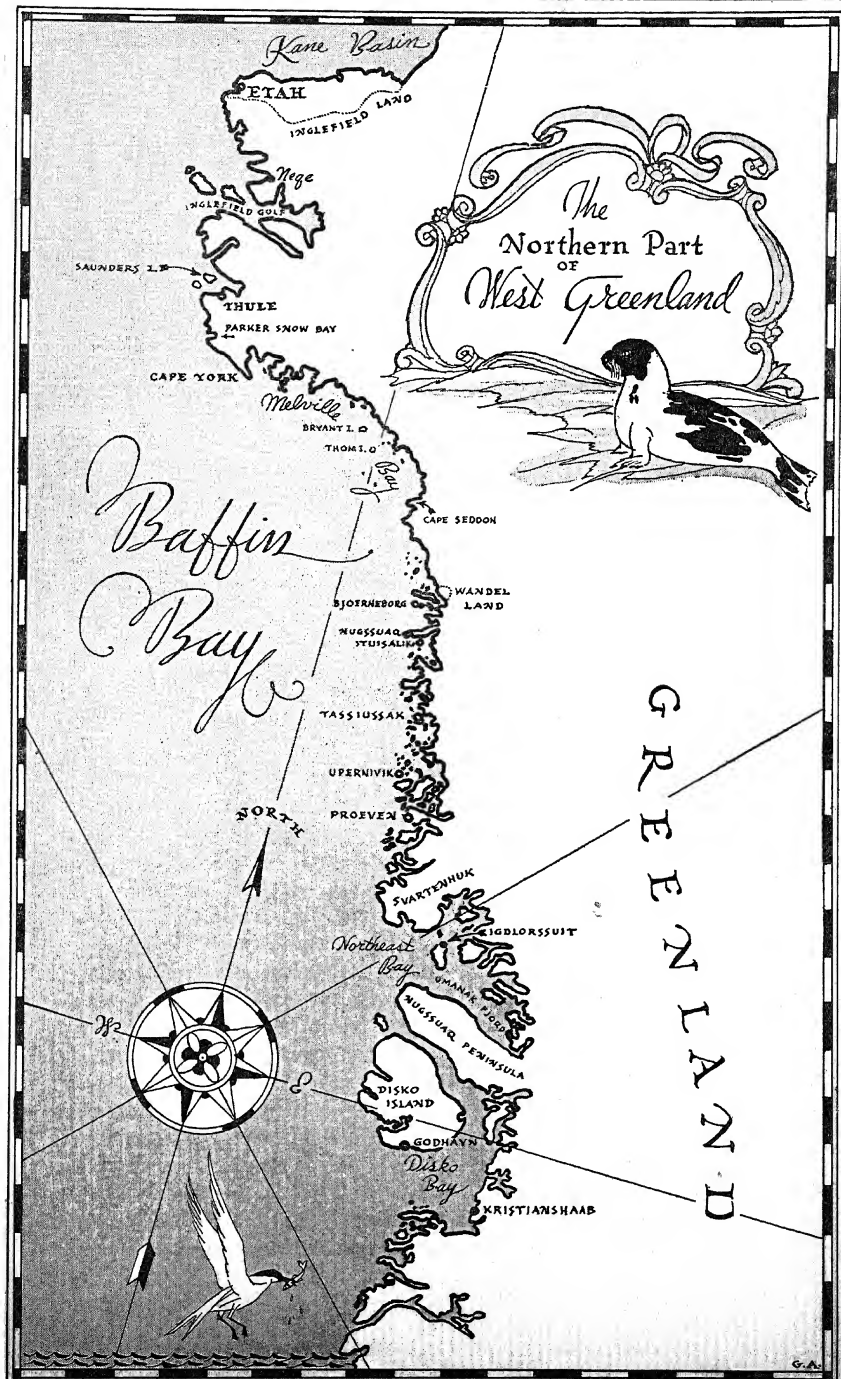 Kane Basin
ETAH
INGLEFIELD LAND
Neqe
INGLEFIELD GULF
SAUNDERS I.
THULE
PARKER SNOW BAY
CAPE YORK
Melville
Bay
BRYANT I.
THOM I.
CAPE SEDDON
The
Northern Part
OF
West Greenland
Baffin
Bay
WANDEL
LAND
BJOERNEBORG
NUGSSUAQ
STUISALIK
TASSIUSSAK
UPERNIVIK
PROEVEN
NORTH
GREENLAND
SVARTENHUK
IGDLORSSUIT
Northeast
Bay
UMANAK FJORD
NUGSSUAQ PENINSULA
W.
E
DISKO
ISLAND
GODHAVN
Disko
Bay
KRISTIANSHAAB
G.A.